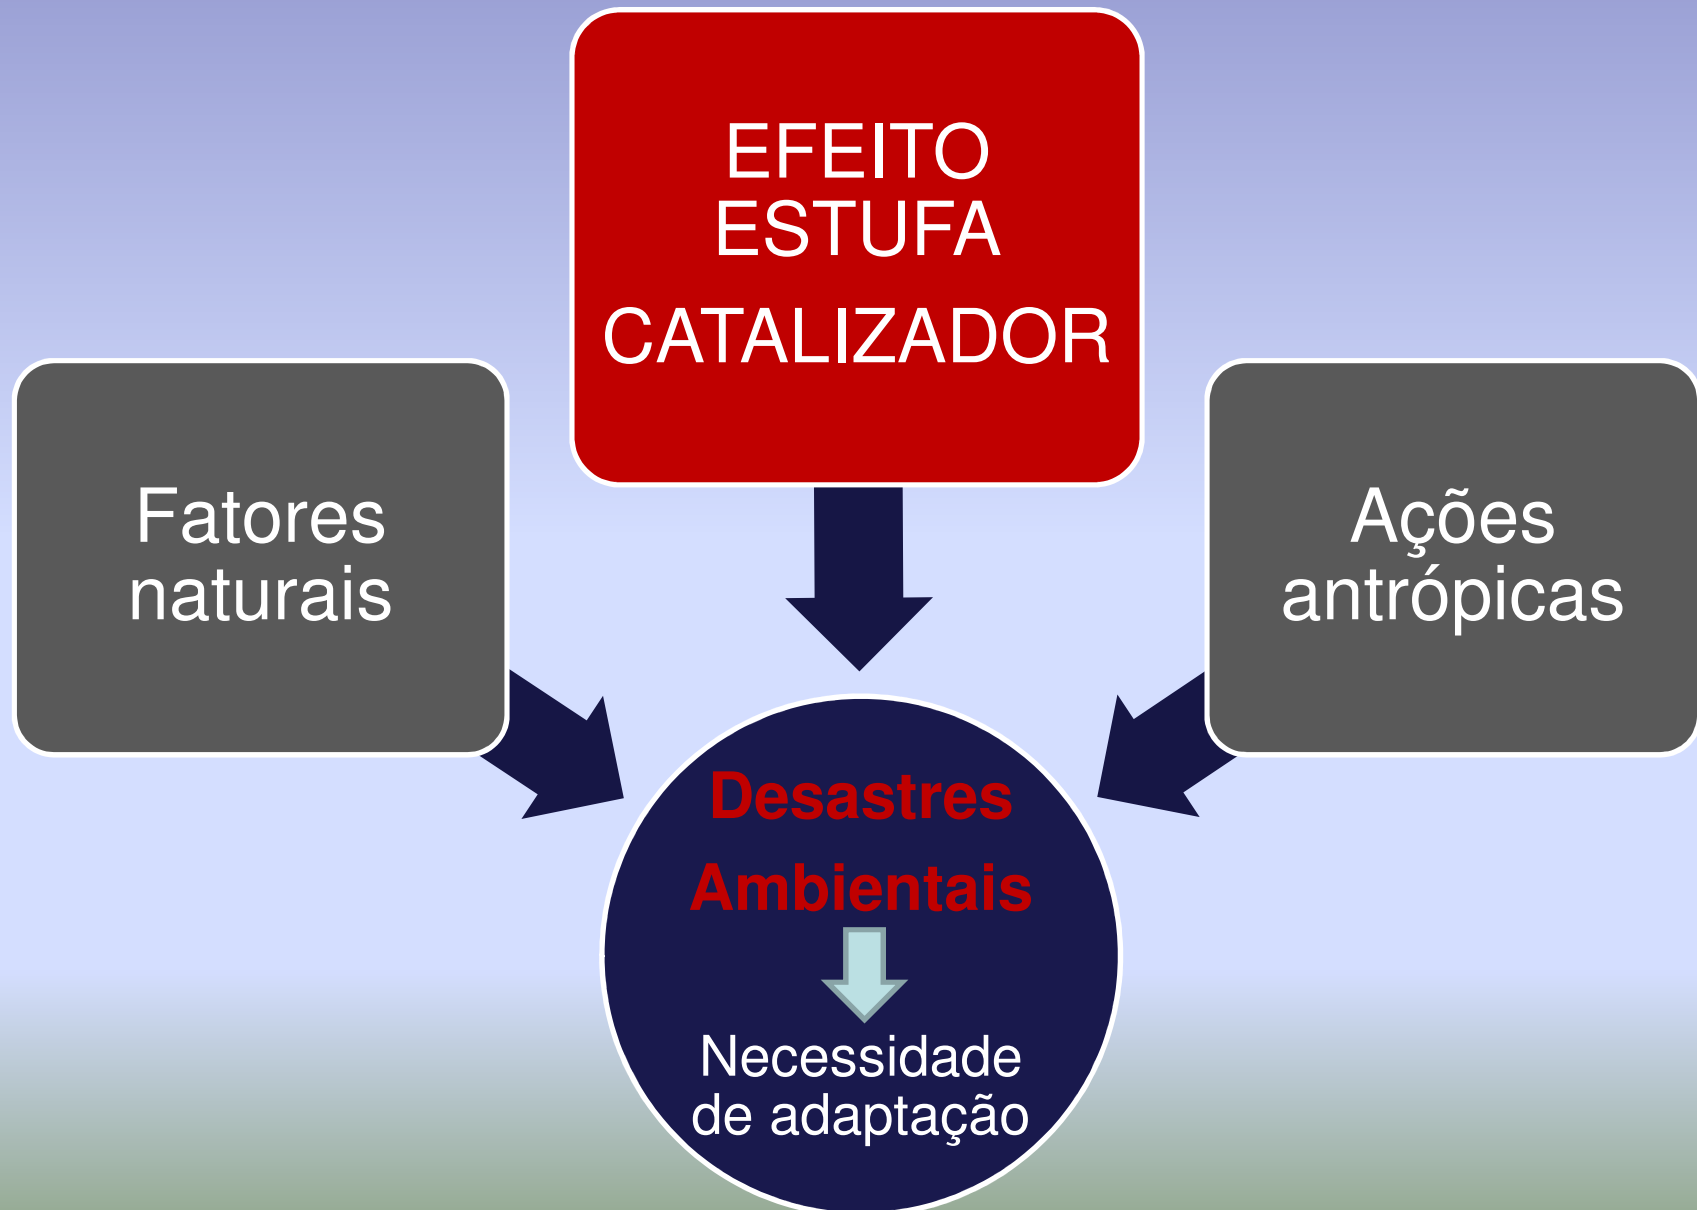 EFEITO
ESTUFA
CATALIZADOR
Fatores
naturais
Ações
antrópicas
Desastres
Ambientais
Necessidade
de adaptação